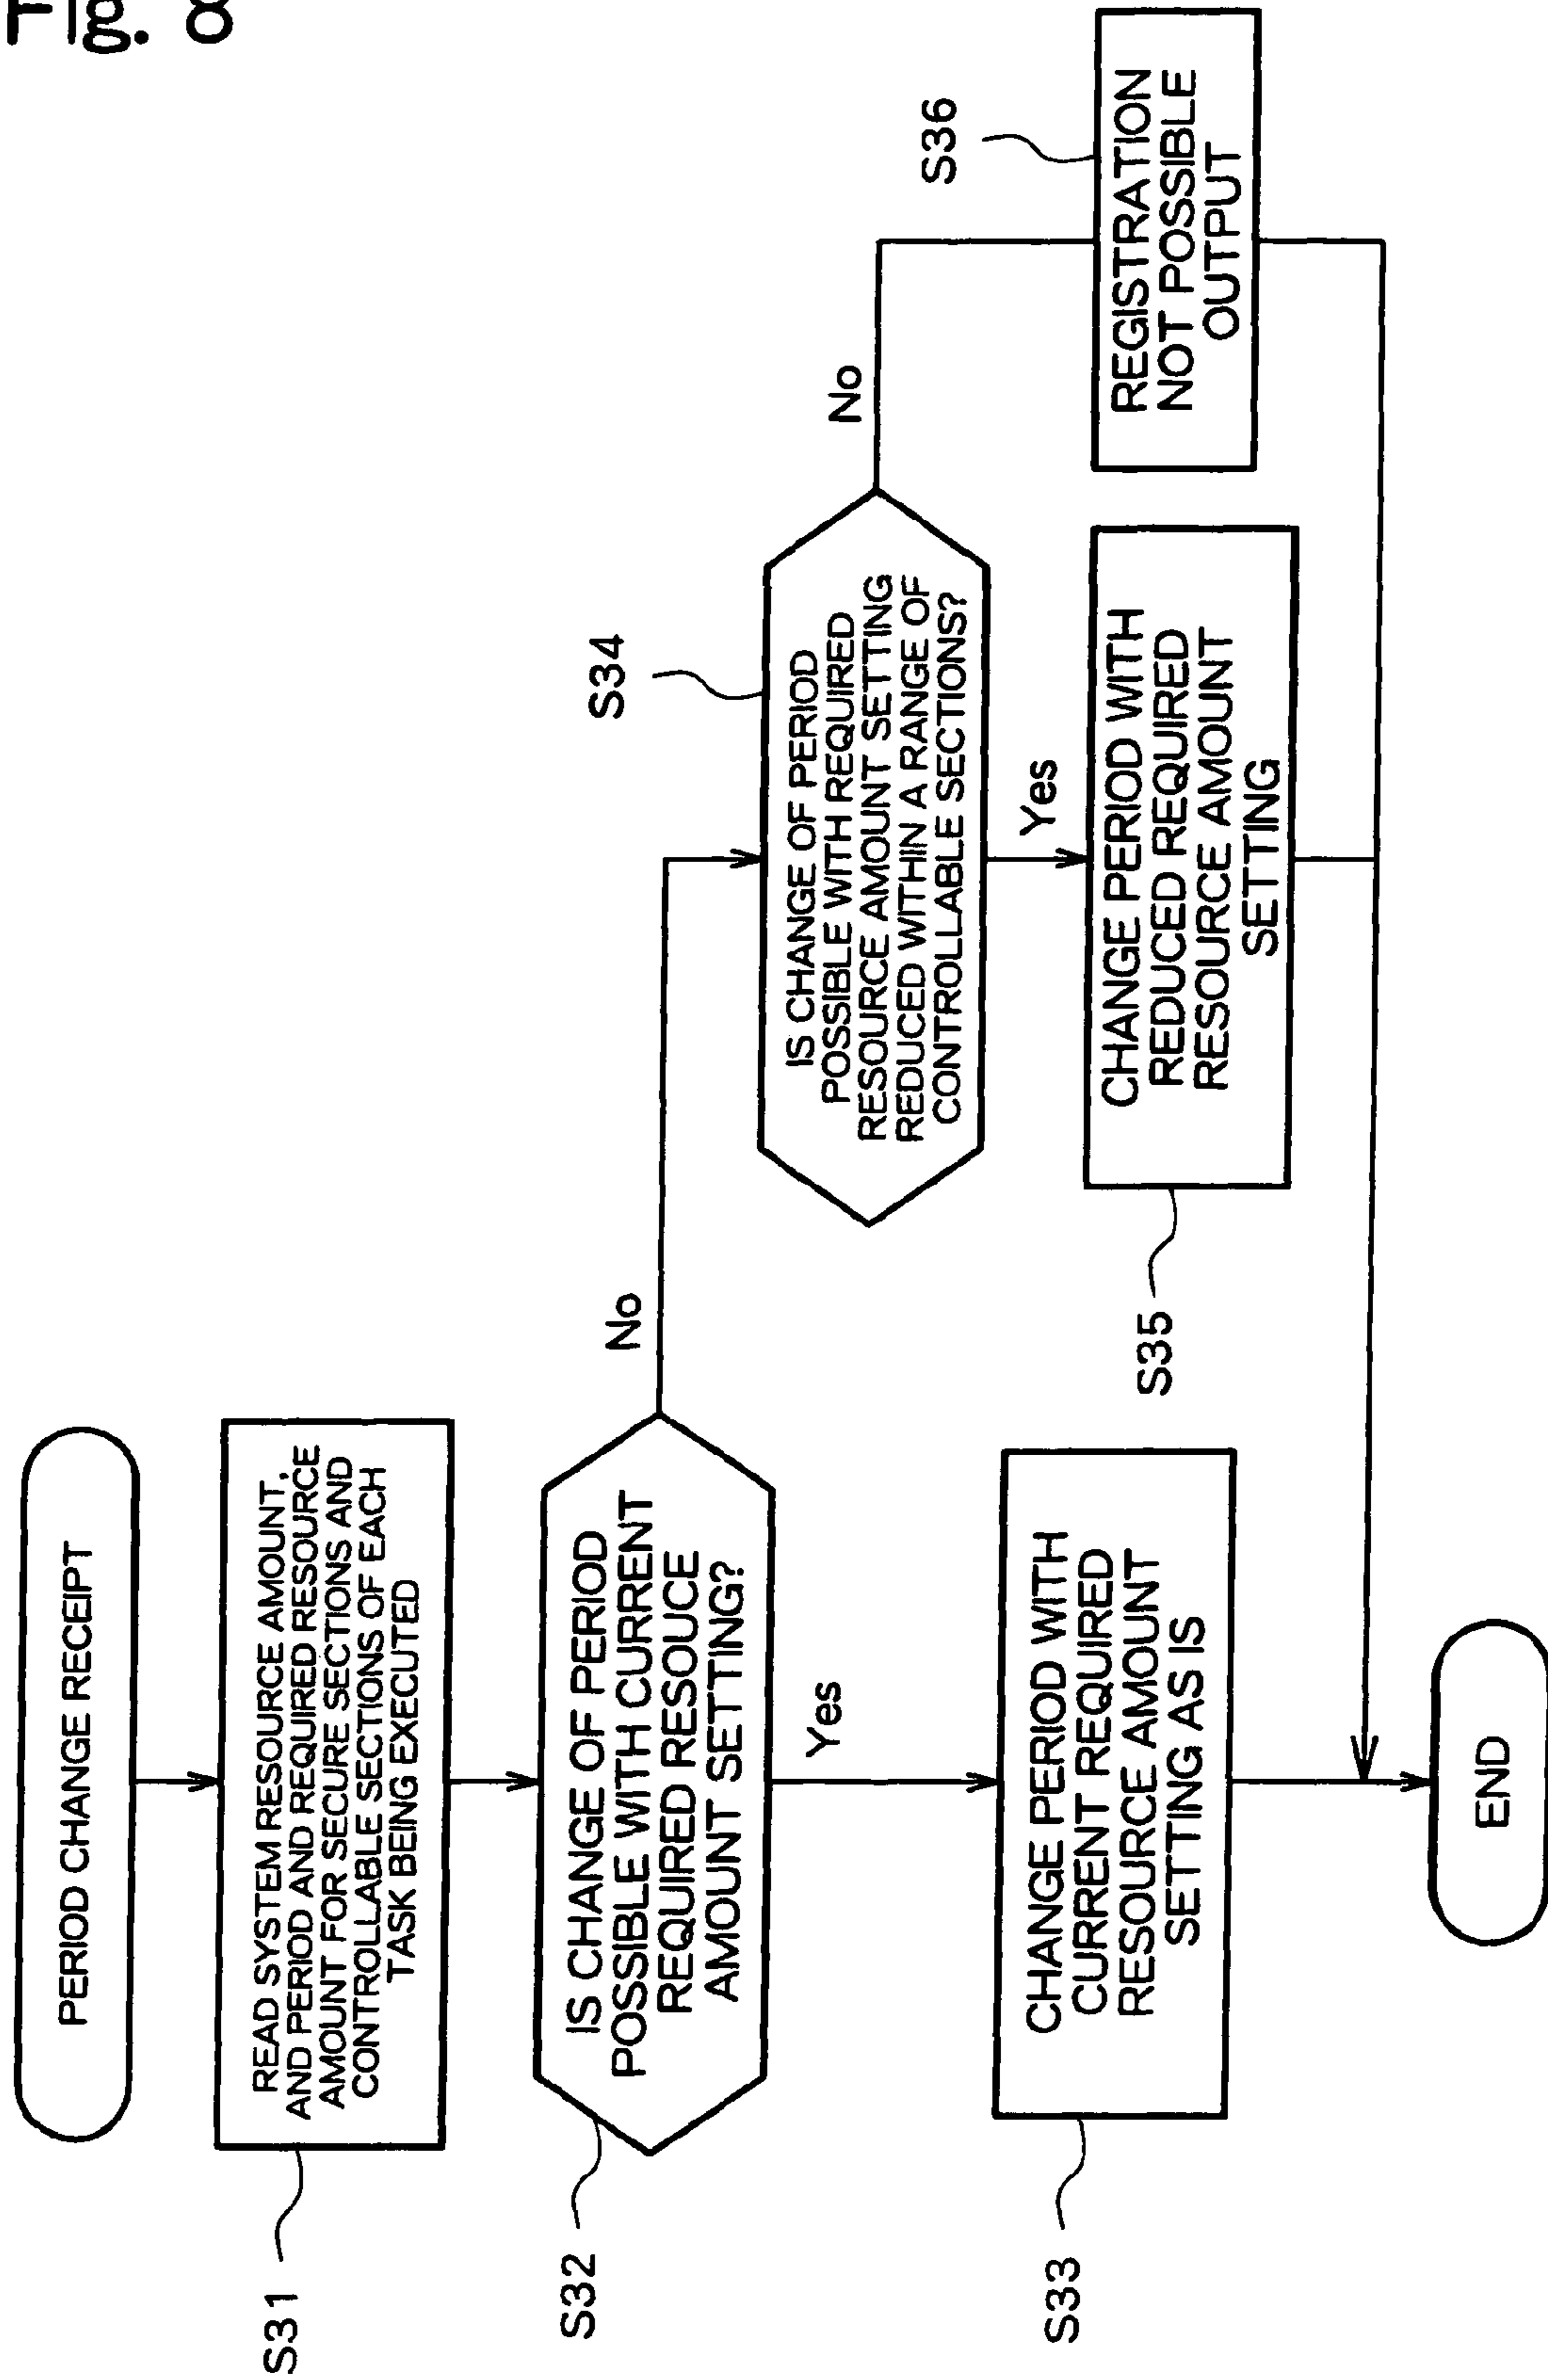 Fig. 8
PERIOD CHANGE RECEIPT
S31
READ SYSTEM RESOURCE AMOUNT,
AND PERIOD AND REQUIRED RESOURCE
AMOUNT FOR SECURE SECTIONS AND
CONTROLLABLE SECTIONS OF EACH
TASK BEING EXECUTED
S32
IS CHANGE OF PERIOD
POSSIBLE WITH CURRENT
REQUIRED RESOUCE
AMOUNT SETTING?
No
Yes
S33
CHANGE PERIOD WITH
CURRENT REQUIRED
RESOURCE AMOUNT
SETTING AS IS
S34
IS CHANGE OF PERIOD
POSSIBLE WITH REQUIRED
RESOURCE AMOUNT SETTING
REDUCED WITHIN A RANGE OF
CONTROLLABLE SECTIONS?
No
Yes
S35
CHANGE PERIOD WITH
REDUCED REQUIRED
RESOURCE AMOUNT
SETTING
S36
REGISTRATION
NOT POSSIBLE
OUTPUT
END